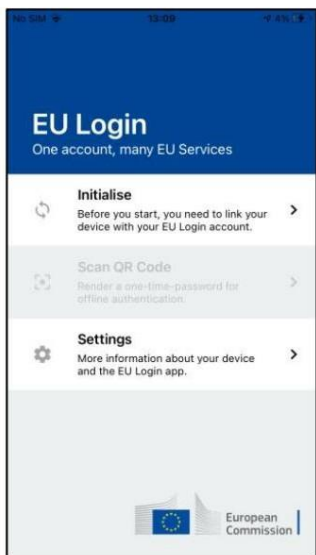 No SIM
13:09
4%
EU Login
One account, many EU Services
Initialise
Before you start, you need to link your
device with your EU Login account.
Scan QR Code
Render a one-time-password for
offline authentication
Settings
More information about your device
and the EU Login app.
European
Commission